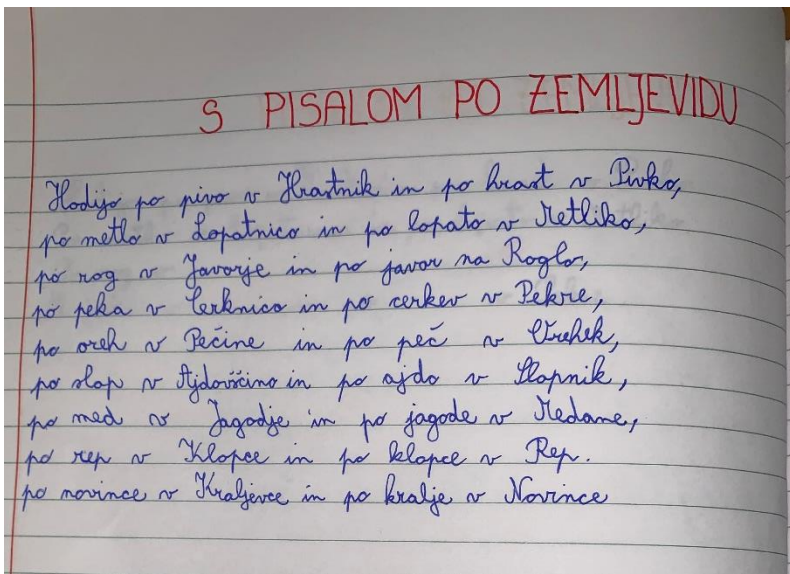 S PISALOM PO ZEMLJEVIDU
Hodijo po pivo v Hrastnik in po hrast v Pivko,
po metlo v Lopatnico in po lopato v Metliko,
po rog v Javorje in po javor na Roglo,
po peka v Cerknico in po cerkev v Pekre,
po oreh v Pečine in po peč v Orehek,
po slap v Ajdovščino in po ajdo v Slapnik,
po med v Jagodje in po jagode v Medane,
po rep v Klopce in po klopce v Rep.
po novince v Kraljevce in po kralje v Novince